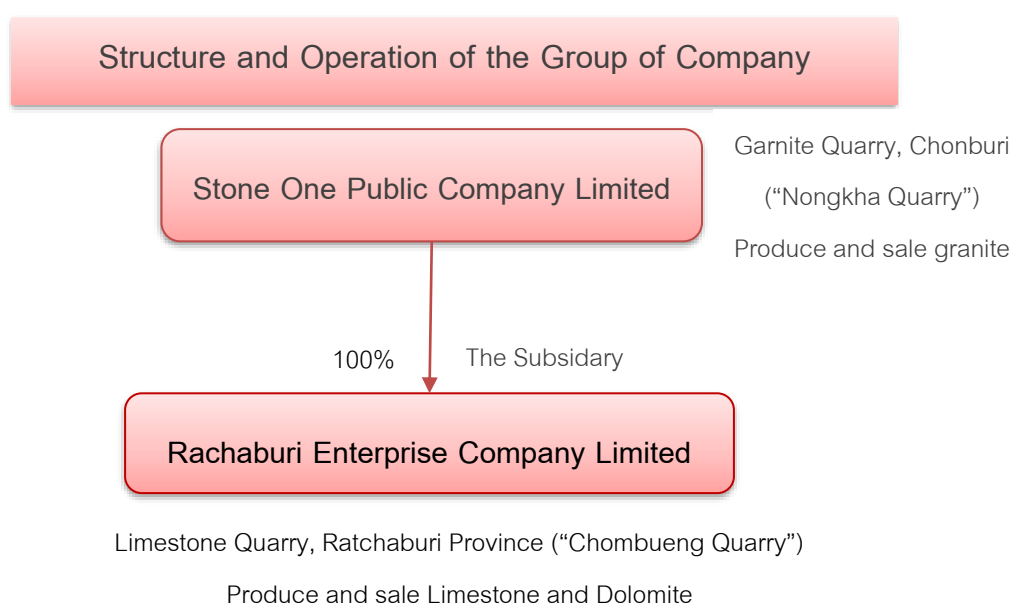 Structure and Operation of the Group of Company
Stone One Public Company Limited
Garnite Quarry, Chonburi
(“Nongkha Quarry”)
Produce and sale granite
100%
The Subsidary
Rachaburi Enterprise Company Limited
Limestone Quarry, Ratchaburi Province (“Chombueng Quarry”)
Produce and sale Limestone and Dolomite